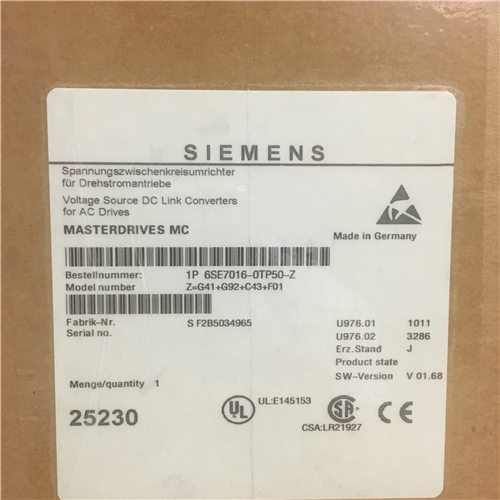 SIEMENS
Spannungszwischenkreisumrichter
für Drehstromantriebe
Voltage Source DC Link Converters
for AC Drives
MASTERDRIVES MC
Made in Germany
Bestellnummer: 1P 6SE7016-0TP50-Z
Model number Z=G41+G92+C43+F01
Fabrik-Nr. S F2B5034965
Serial no.
U976.01 1011
U976.02 3286
Erz.Stand J
Product state
SW-Version V 01.68
Menge/quantity 1
25230
UL
UL:E145153
SA
CSA:LR21927
CE